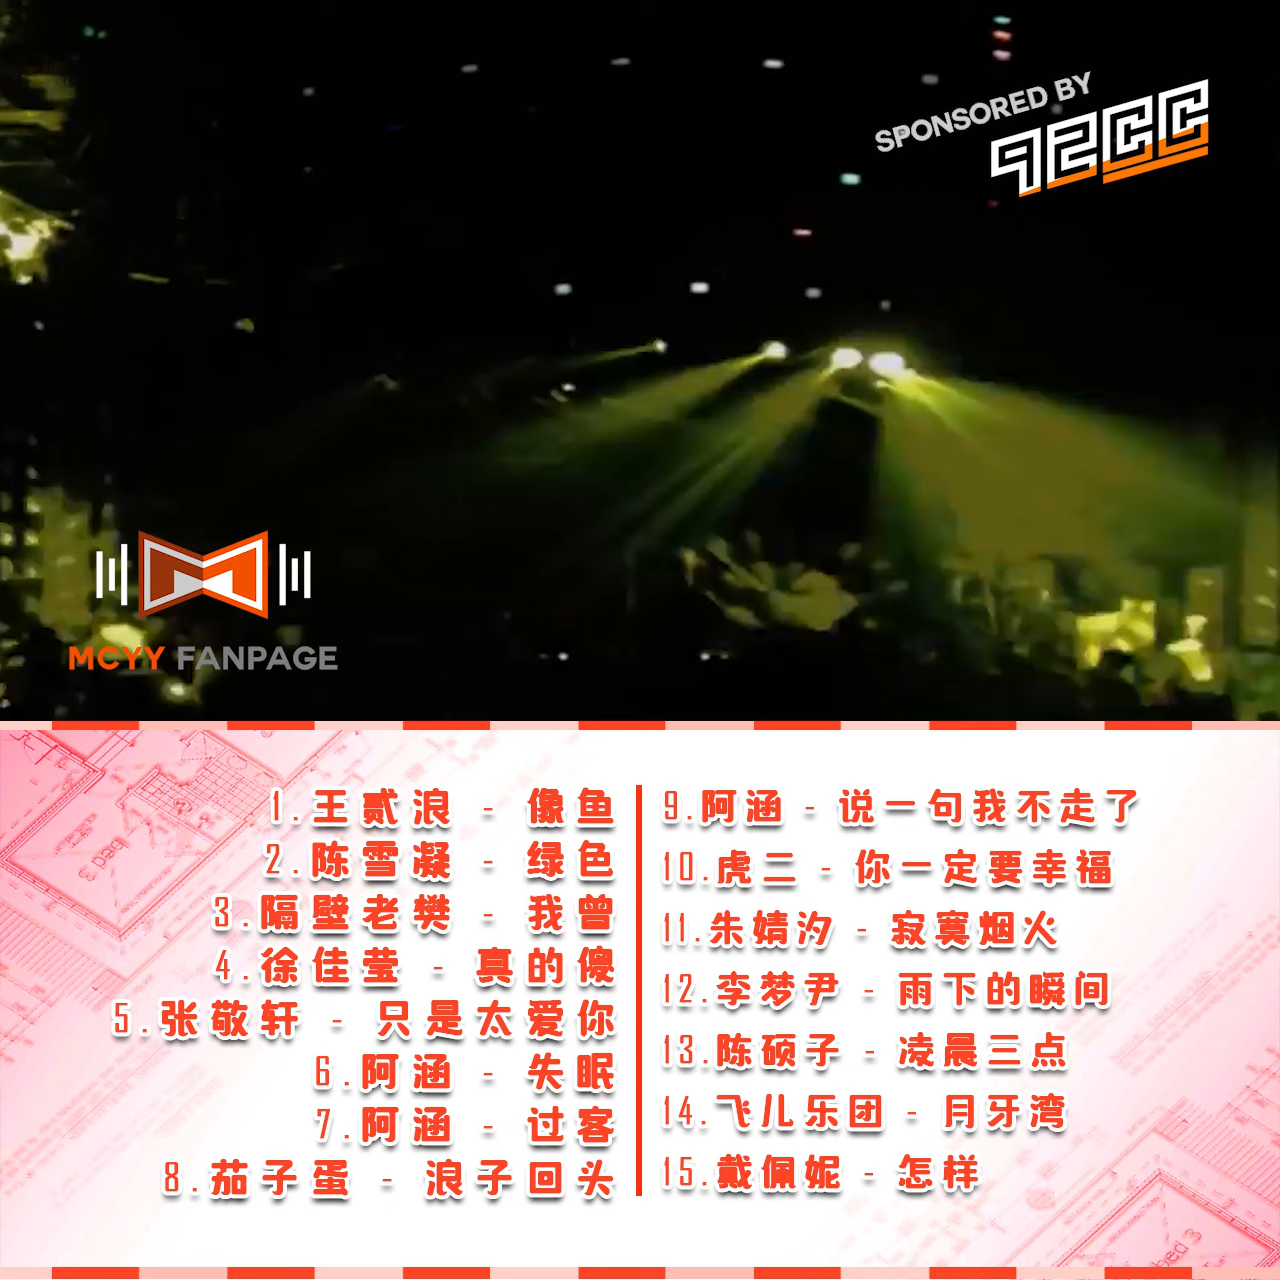 SPONSORED BY
92CC
MCYY FANPAGE
1.王贰浪 - 像鱼
2.陈雪凝 - 绿色
3.隔壁老樊 - 我曾
4.徐佳莹 - 真的傻
5.张敬轩 - 只是太爱你
6.阿涵 - 失眠
7.阿涵 - 过客
8.茄子蛋 - 浪子回头
9.阿涵 - 说一句我不走了
10.虎二 - 你一定要幸福
11.朱婧汐 - 寂寞烟火
12.李梦尹 - 雨下的瞬间
13.陈硕子 - 凌晨三点
14.飞儿乐团 - 月牙湾
15.戴佩妮 - 怎样